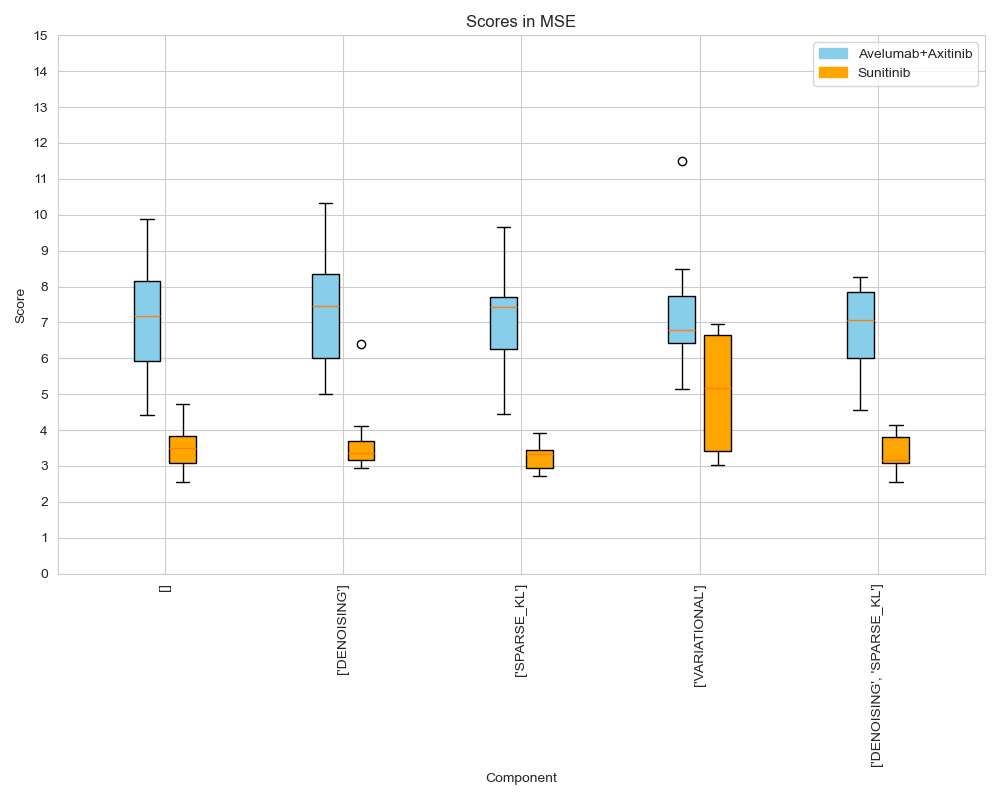 Scores in MSE
Avelumab+Axitinib
Sunitinib
15
14
13
12
11
10
9
8
7
6
5
4
3
2
1
0
Score
[]
['DENOISING']
['SPARSE_KL']
['VARIATIONAL']
['DENOISING', 'SPARSE_KL']
Component